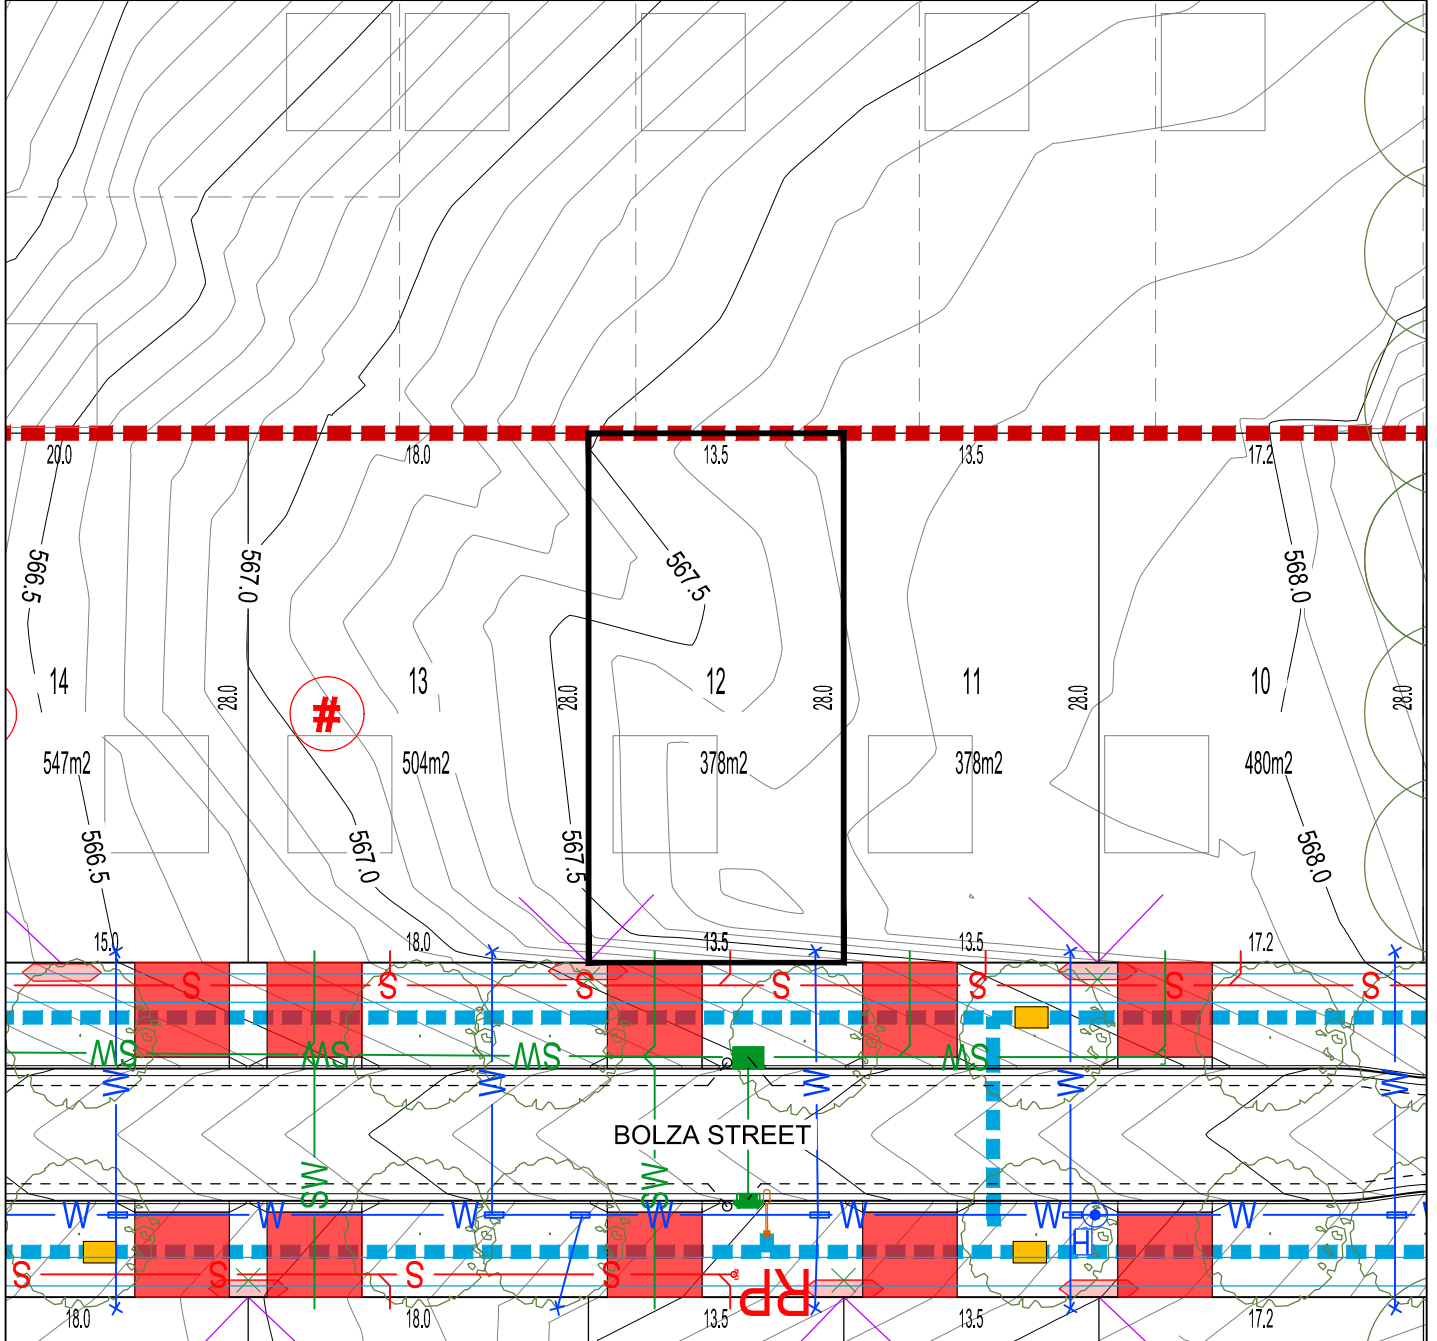 20.0 18.0 13.5 13.5 17.2
566.5 567.0 567.5 568.0
14 13 12 11 10
28.0 28.0 28.0 28.0 28.0
#
547m2 504m2 378m2 378m2 480m2
566.5 567.0 567.5 568.0
15.0 18.0 13.5 13.5 17.2
S S S S S S S
SW SW SW SW
W W W W W
BOLZA STREET
SW SW
W W W W W W W
H
S S S S
RP
18.0 18.0 13.5 13.5 17.2